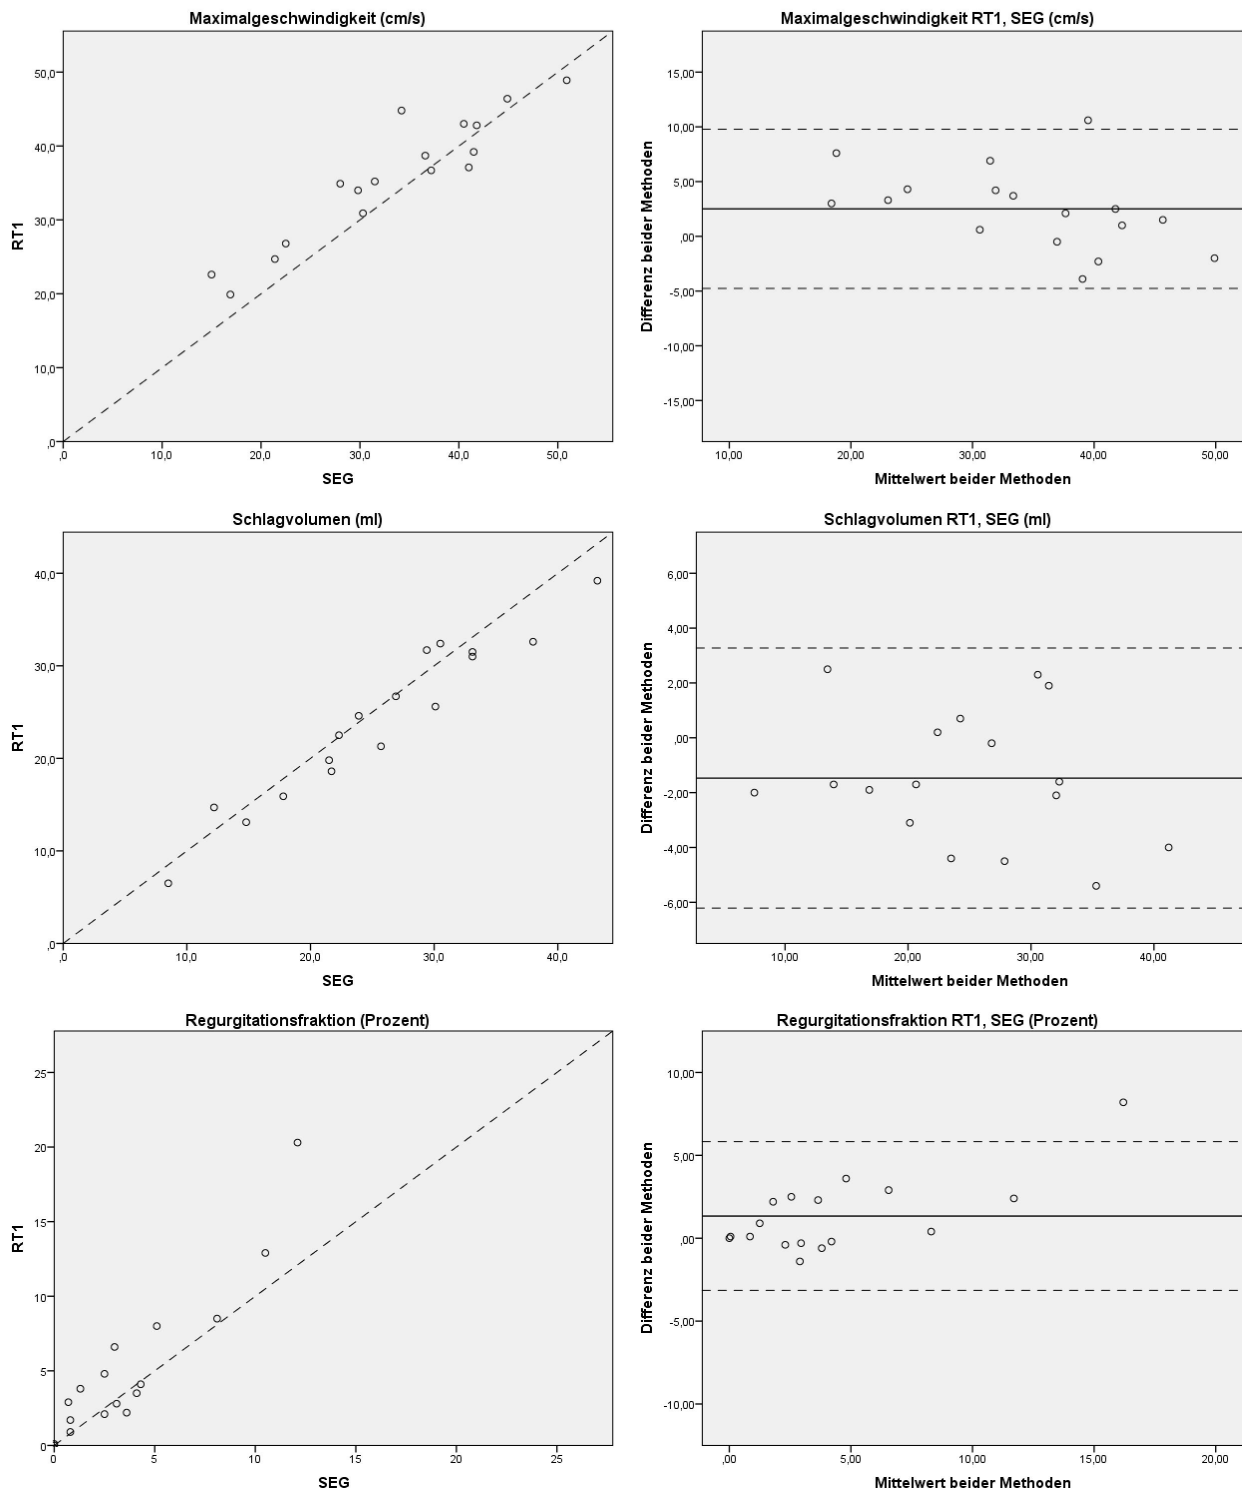 Maximalgeschwindigkeit (cm/s)
50,0
40,0
30,0
20,0
10,0
,0
RT1
,0 10,0 20,0 30,0 40,0 50,0
SEG
Maximalgeschwindigkeit RT1, SEG (cm/s)
15,00
10,00
5,00
,00
-5,00
-10,00
-15,00
Differenz beider Methoden
10,00 20,00 30,00 40,00 50,00
Mittelwert beider Methoden
Schlagvolumen (ml)
40,0
30,0
20,0
10,0
,0
RT1
,0 10,0 20,0 30,0 40,0
SEG
Schlagvolumen RT1, SEG (ml)
6,00
4,00
2,00
,00
-2,00
-4,00
-6,00
Differenz beider Methoden
10,00 20,00 30,00 40,00
Mittelwert beider Methoden
Regurgitationsfraktion (Prozent)
25
20
15
10
5
0
RT1
0 5 10 15 20 25
SEG
Regurgitationsfraktion RT1, SEG (Prozent)
10,00
5,00
,00
-5,00
-10,00
Differenz beider Methoden
,00 5,00 10,00 15,00 20,00
Mittelwert beider Methoden